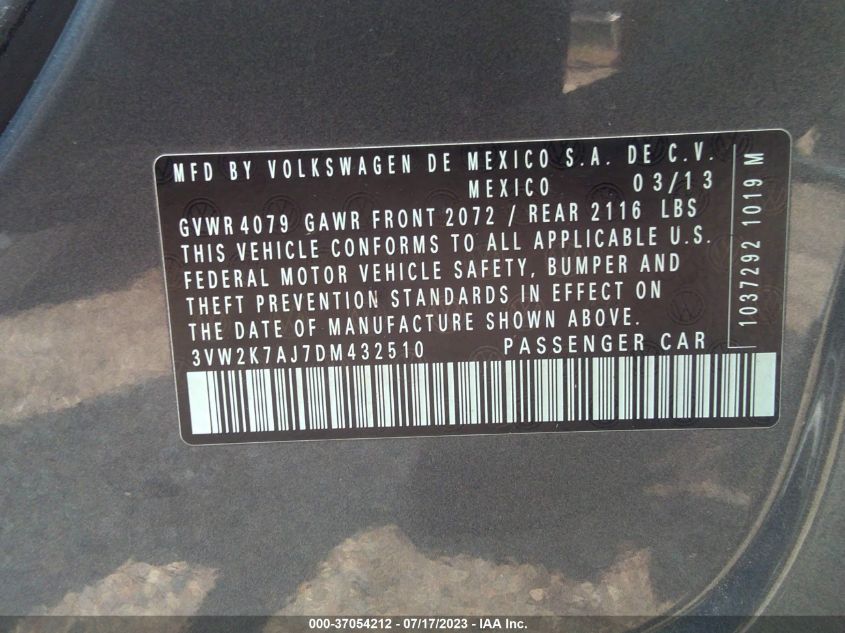 MFD BY VOLKSWAGEN DE MEXICO S.A. DE C.V.
MEXICO 03/13
GVWR 4079 GAWR FRONT 2072 / REAR 2116 LBS
THIS VEHICLE CONFORMS TO ALL APPLICABLE U.S.
FEDERAL MOTOR VEHICLE SAFETY, BUMPER AND
THEFT PREVENTION STANDARDS IN EFFECT ON
THE DATE OF MANUFACTURE SHOWN ABOVE.
3VW2K7AJ7DM432510 PASSENGER CAR
1037292 1019 M
000-37054212 - 07/17/2023 - IAA Inc.